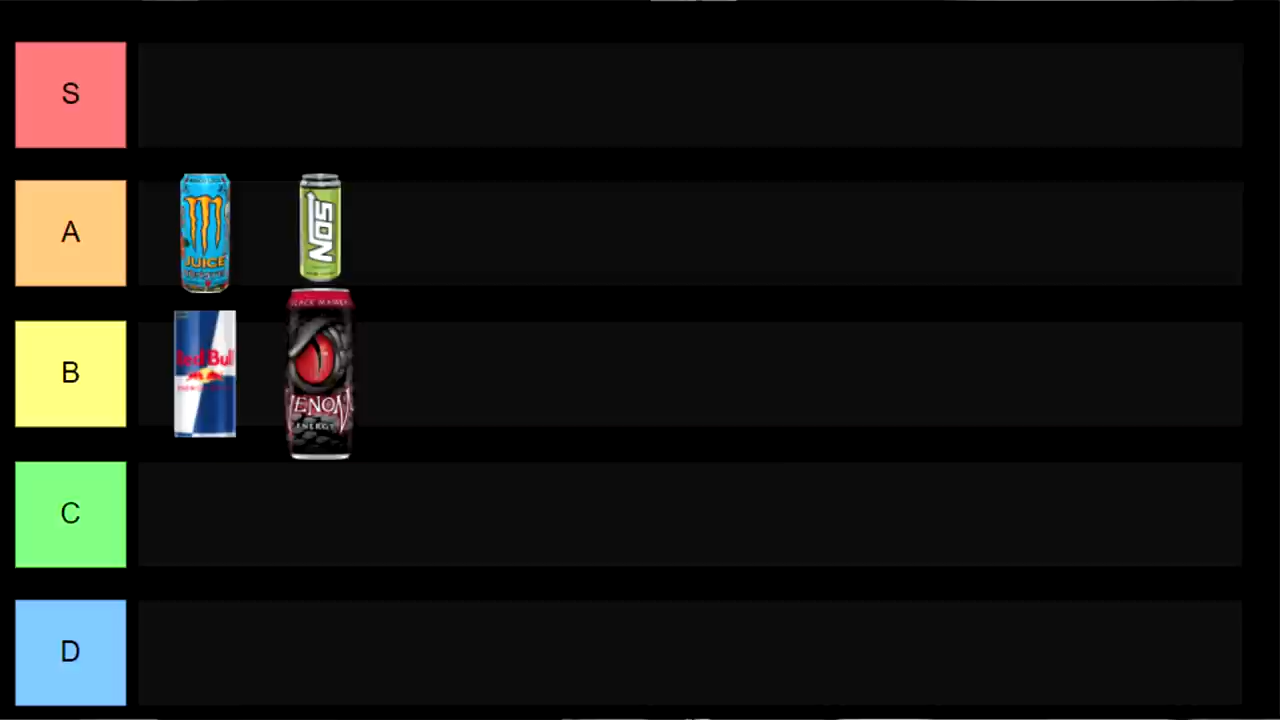 S
A
JUICE
NOS
B
Red Bull
BLACK MAMBA
VENOM
ENERGY
C
D